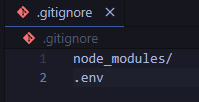 .gitignore
.gitignore
1 node_modules/
2 .env